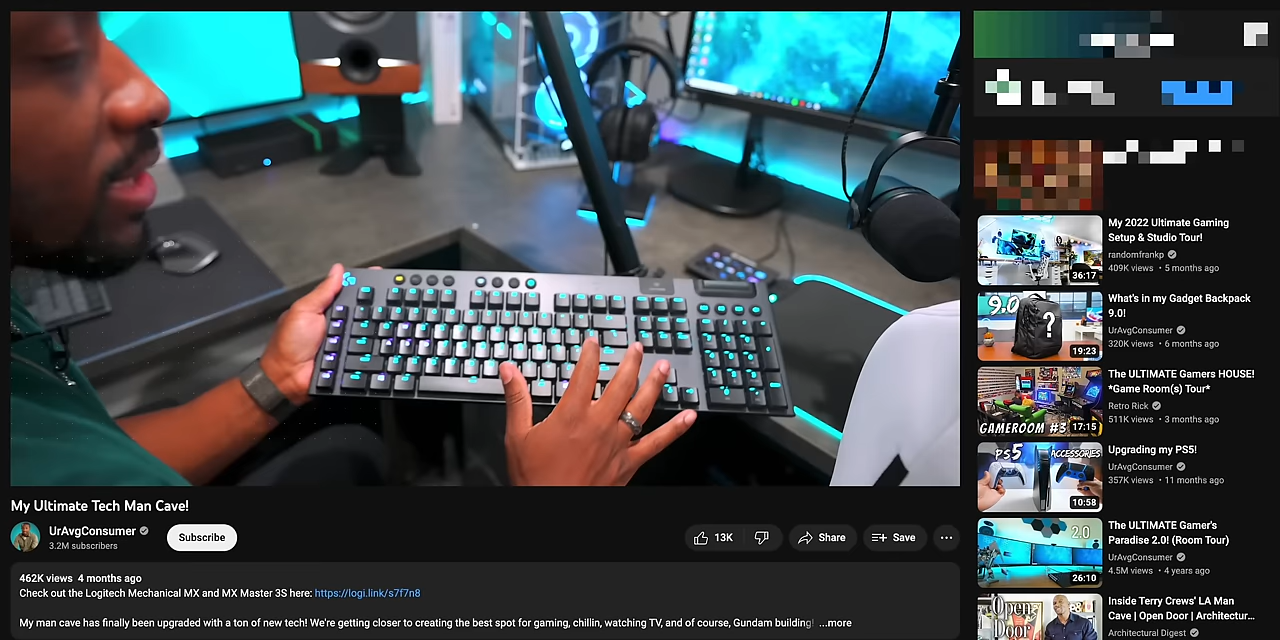 My Ultimate Tech Man Cave!
UrAvgConsumer
3.2M subscribers
Subscribe
13K
Share
Save
462K views 4 months ago
Check out the Logitech Mechanical MX and MX Master 3S here: https://logi.link/s7f7n8
My man cave has finally been upgraded with a ton of new tech! We're getting closer to creating the best spot for gaming, chillin, watching TV, and of course, Gundam building! ...more
36:17
My 2022 Ultimate Gaming
Setup & Studio Tour!
randomfrankp
409K views • 5 months ago
9.0
?
19:23
What's in my Gadget Backpack
9.0!
UrAvgConsumer
320K views • 6 months ago
GAMEROOM #3
17:15
The ULTIMATE Gamers HOUSE!
*Game Room(s) Tour*
Retro Rick
511K views • 3 months ago
PS5 ACCESSORIES
10:58
Upgrading my PS5!
UrAvgConsumer
357K views • 11 months ago
2.0
26:10
The ULTIMATE Gamer's
Paradise 2.0! (Room Tour)
UrAvgConsumer
4.5M views • 4 years ago
Open
Door
Inside Terry Crews' LA Man
Cave | Open Door | Architectur...
Architectural Digest